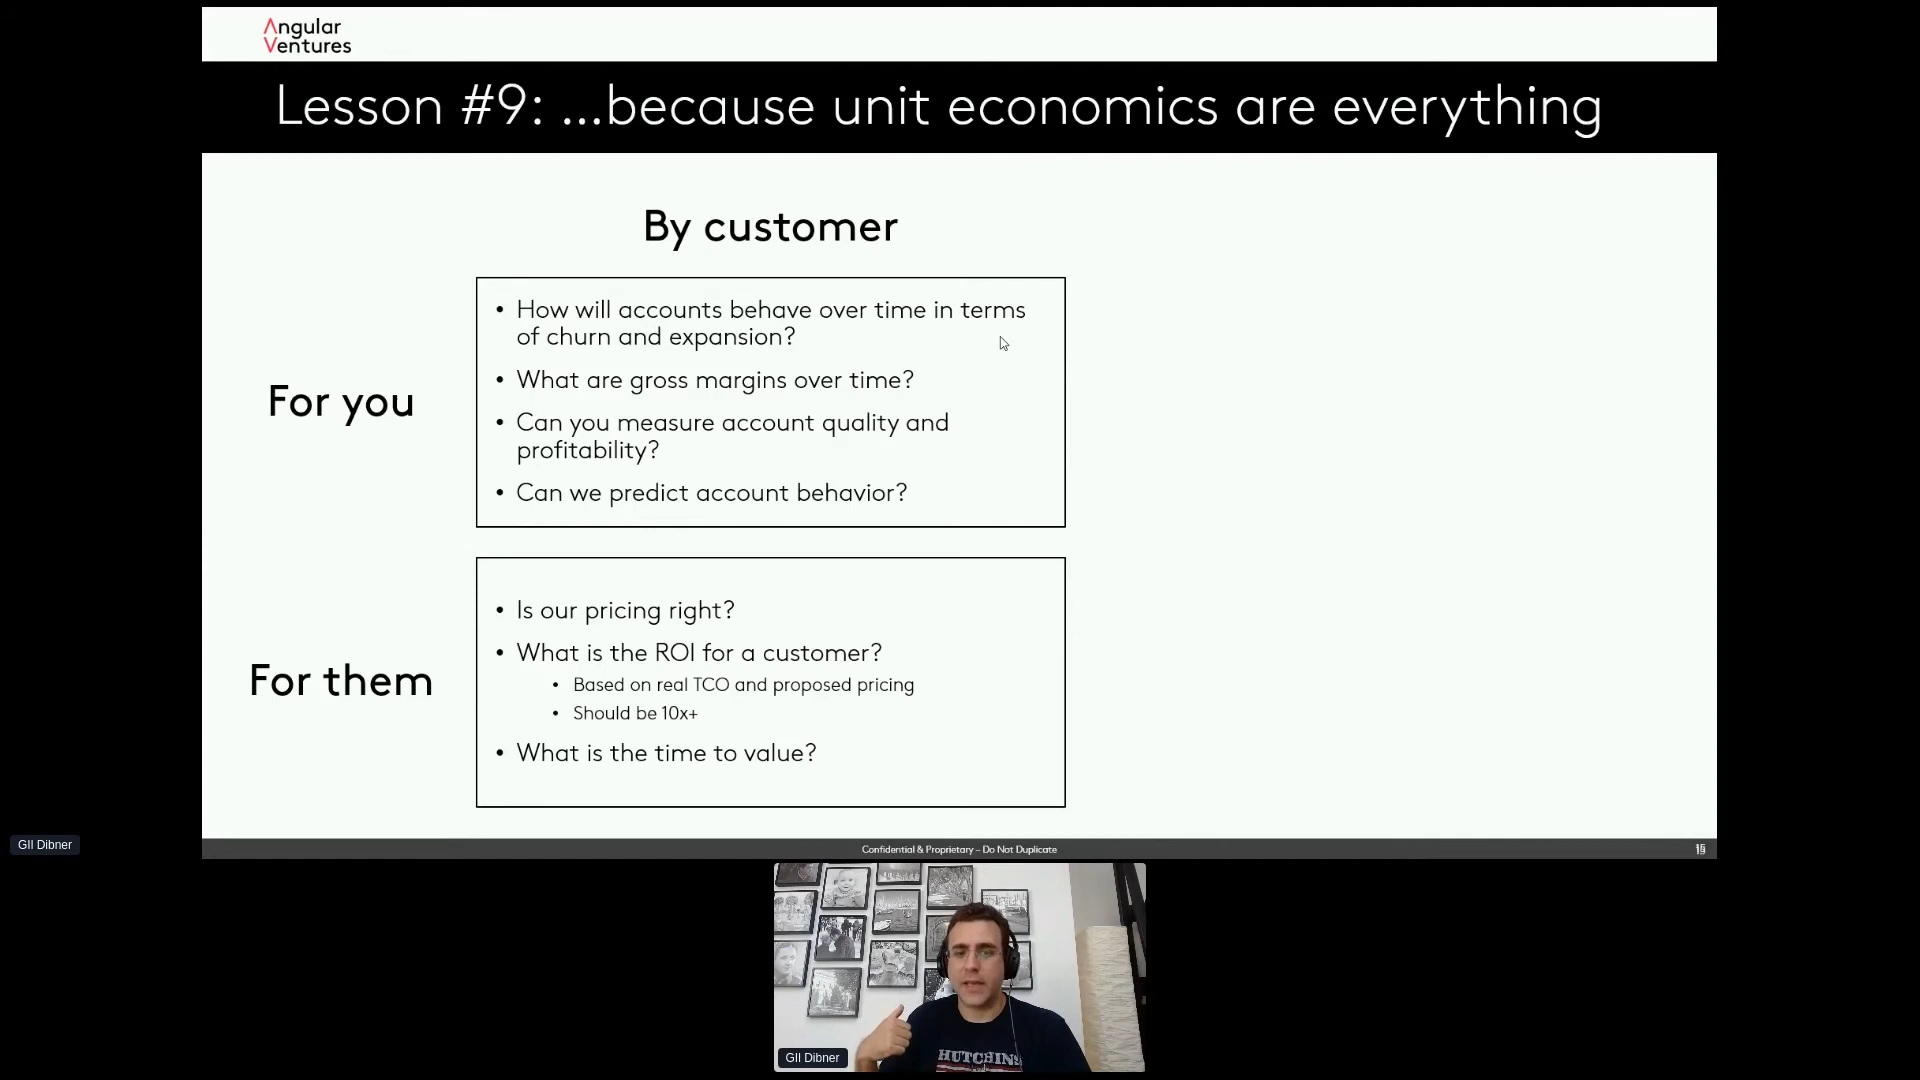 Angular
Ventures
Lesson #9: ...because unit economics are everything
By customer
For you
• How will accounts behave over time in terms
of churn and expansion?
• What are gross margins over time?
• Can you measure account quality and
profitability?
• Can we predict account behavior?
For them
• Is our pricing right?
• What is the ROI for a customer?
• Based on real TCO and proposed pricing
• Should be 10x+
• What is the time to value?
GIl Dibner
Confidential & Proprietary – Do Not Duplicate
GIl Dibner
HUTCHINS